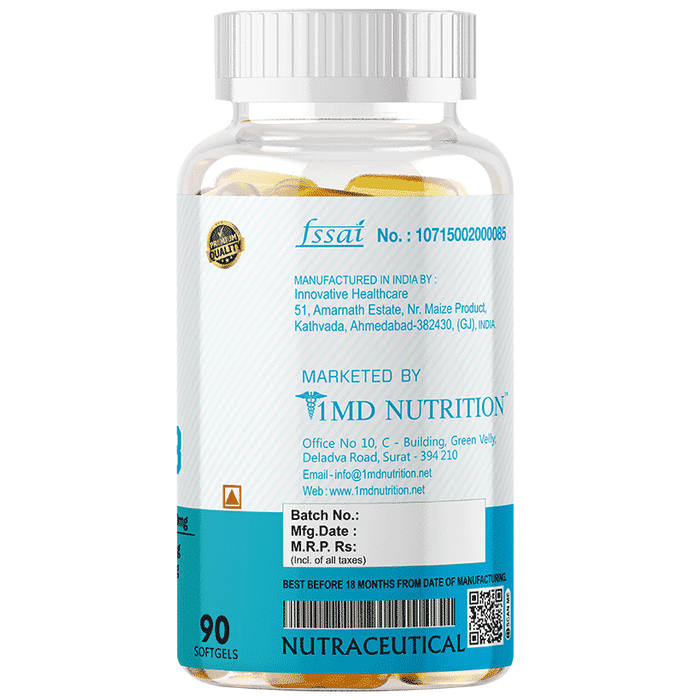 fssai No. : 10715002000085
PREMIUM
QUALITY
MANUFACTURED IN INDIA BY :
Innovative Healthcare
51, Amarnath Estate, Nr. Maize Product,
Kathvada, Ahmedabad-382430, (GJ), INDIA
MARKETED BY
1MD NUTRITION™
Office No 10, C - Building, Green Velly,
Deladva Road, Surat - 394 210
Email - info@1mdnutrition.net
Web : www.1mdnutrition.net
Batch No.:
Mfg.Date :
M.R.P. Rs:
(Incl. of all taxes)
BEST BEFORE 18 MONTHS FROM DATE OF MANUFACTURING.
SCAN ME
90
SOFTGELS
NUTRACEUTICAL